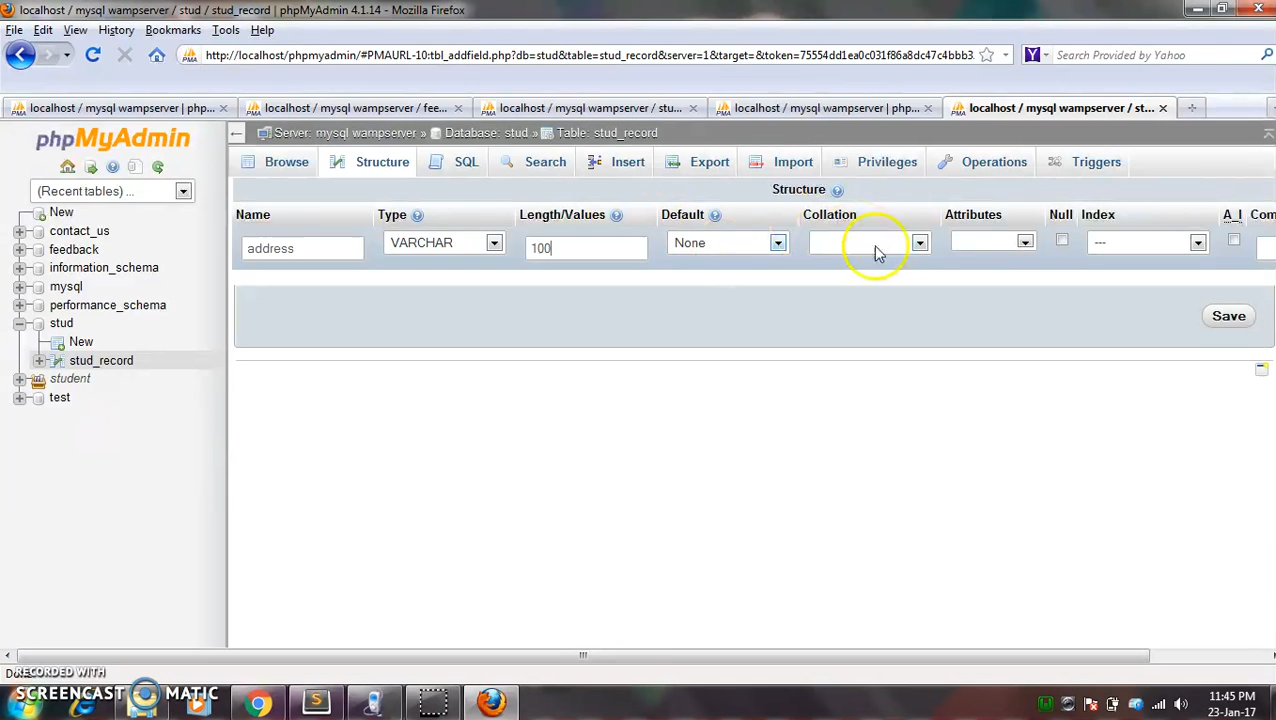 localhost / mysql wampserver / stud / stud_record | phpMyAdmin 4.1.14 - Mozilla Firefox
File Edit View History Bookmarks Tools Help
http://localhost/phpmyadmin/#PMAURL-10:tbl_addfield.php?db=stud&table=stud_record&server=1&target=&token=75554dd1ea0c031f86a8dc47c4bbb3. Search Provided by Yahoo
localhost / mysql wampserver | php... localhost / mysql wampserver / fee... localhost / mysql wampserver / stu... localhost / mysql wampserver | php... localhost / mysql wampserver / st...
phpMyAdmin
Server: mysql wampserver » Database: stud » Table: stud_record
Browse Structure SQL Search Insert Export Import Privileges Operations Triggers
(Recent tables) ...
Structure
New
contact_us
feedback
information_schema
mysql
performance_schema
stud
New
stud_record
student
test
Name Type Length/Values Default Collation Attributes Null Index A_I Com
address VARCHAR 100 None ---
Save
RECORDED WITH
SCREENCAST MATIC
11:45 PM
23-Jan-17